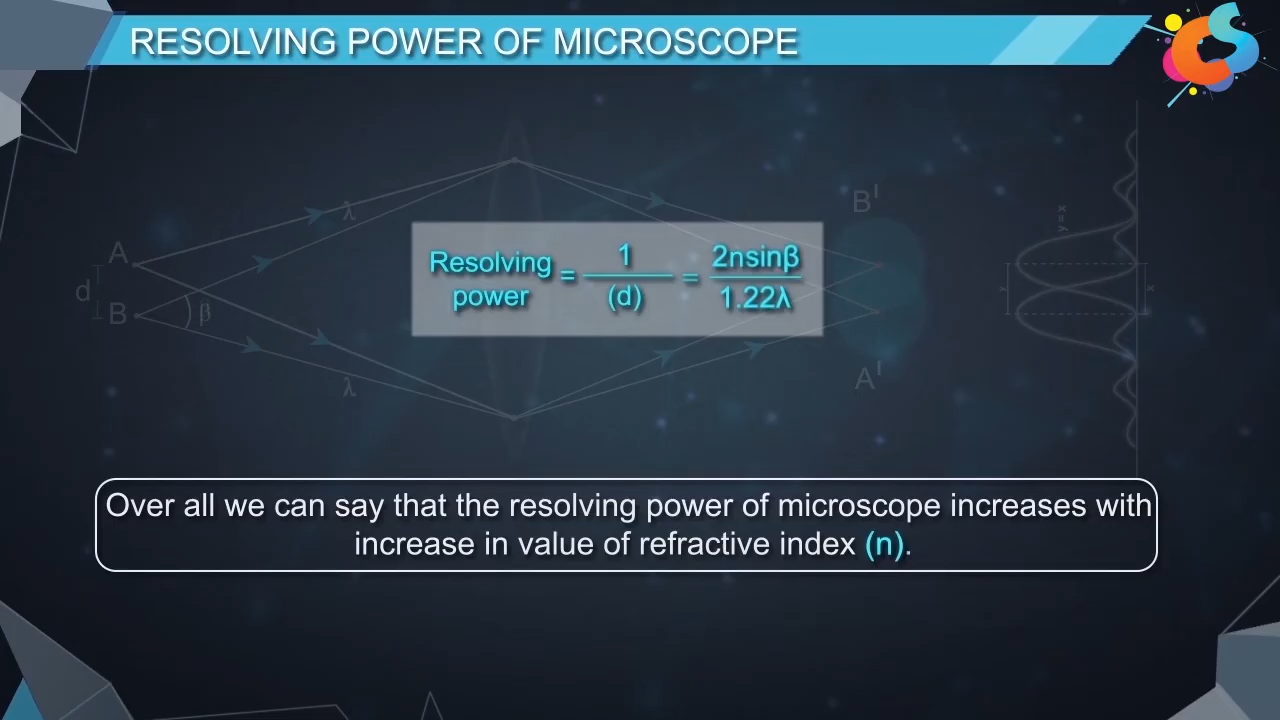 RESOLVING POWER OF MICROSCOPE
Resolving power = 1 / (d) = 2nsinβ / 1.22λ
A
B
d
β
λ
λ
B'
A'
y = x
x
x
Over all we can say that the resolving power of microscope increases with
increase in value of refractive index (n).
CS